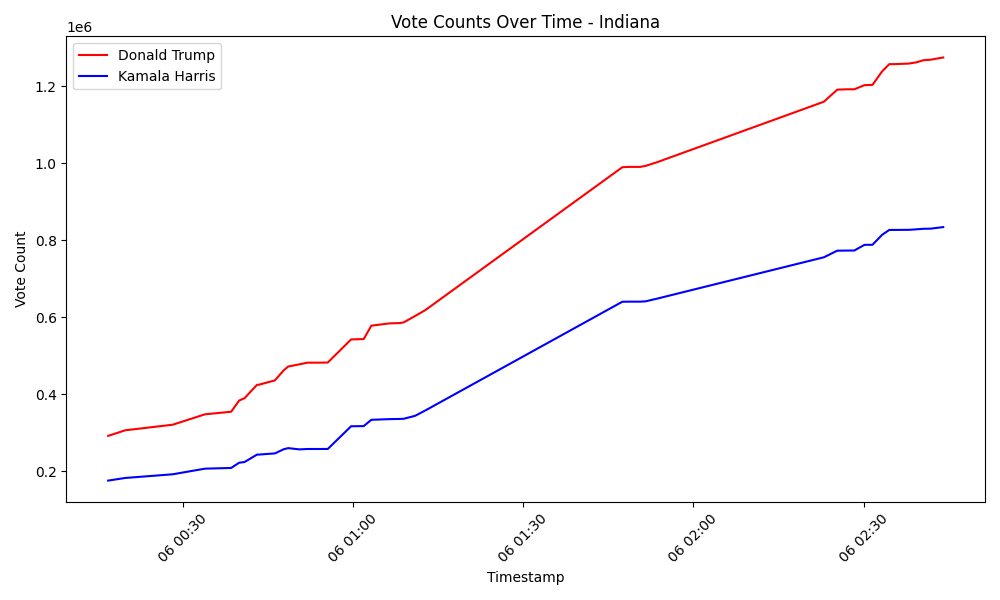 Vote Counts Over Time - Indiana
1e6
Donald Trump
Kamala Harris
1.2
1.0
0.8
0.6
0.4
0.2
Vote Count
06 00:30
06 01:00
06 01:30
06 02:00
06 02:30
Timestamp